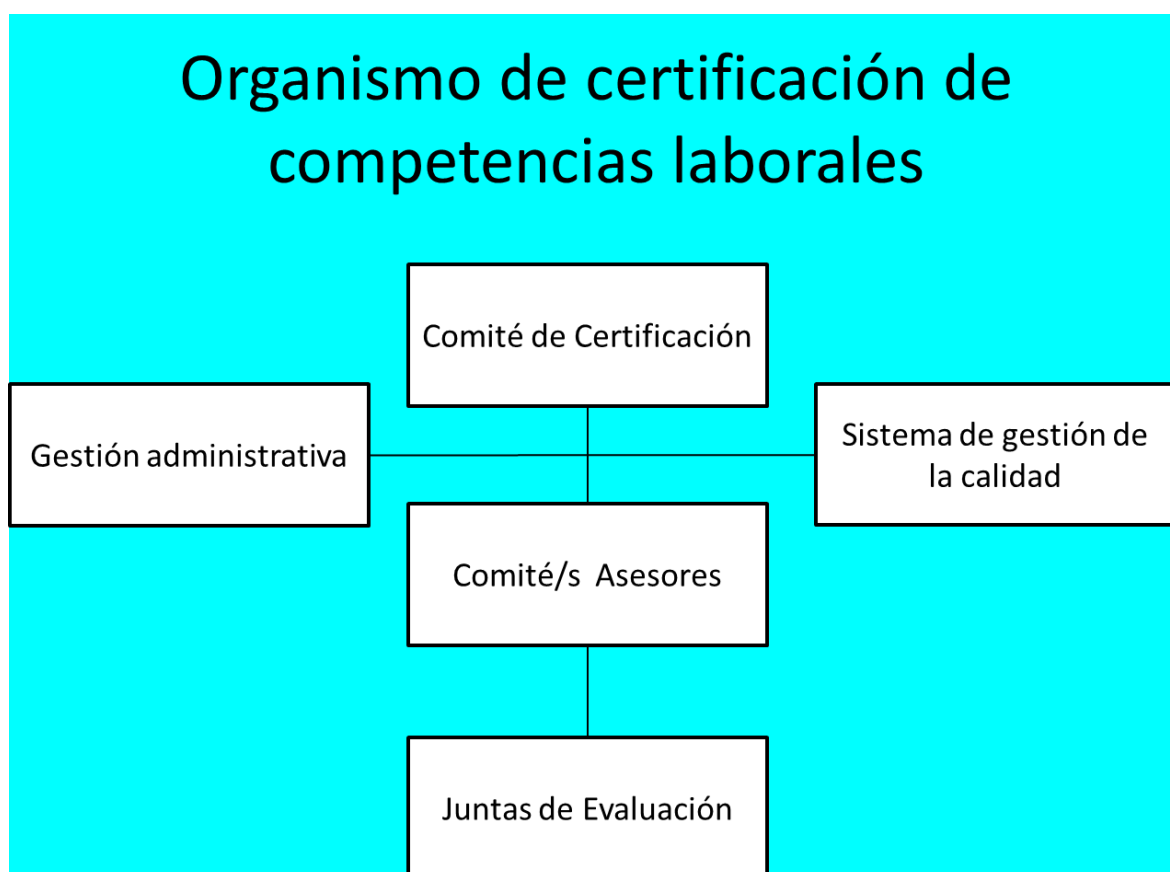 Organismo de certificación de
competencias laborales
Comité de Certificación
Gestión administrativa
Sistema de gestión de
la calidad
Comité/s  Asesores
Juntas de Evaluación